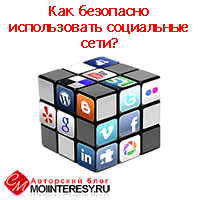 Как безопасно
использовать социальные
сети?
Авторский блог
MOIINTERESY.RU